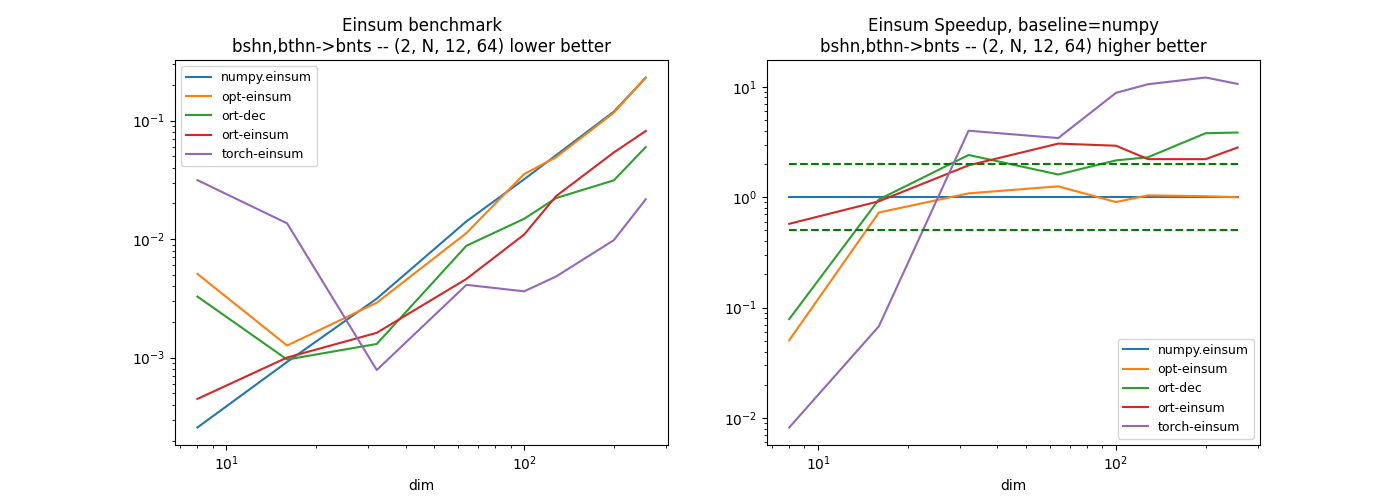 Einsum benchmark
bshn,bthn->bnts -- (2, N, 12, 64) lower better
numpy.einsum
opt-einsum
ort-dec
ort-einsum
torch-einsum
10⁻¹
10⁻²
10⁻³
10¹
10²
dim
Einsum Speedup, baseline=numpy
bshn,bthn->bnts -- (2, N, 12, 64) higher better
10¹
10⁰
10⁻¹
10⁻²
numpy.einsum
opt-einsum
ort-dec
ort-einsum
torch-einsum
10¹
10²
dim